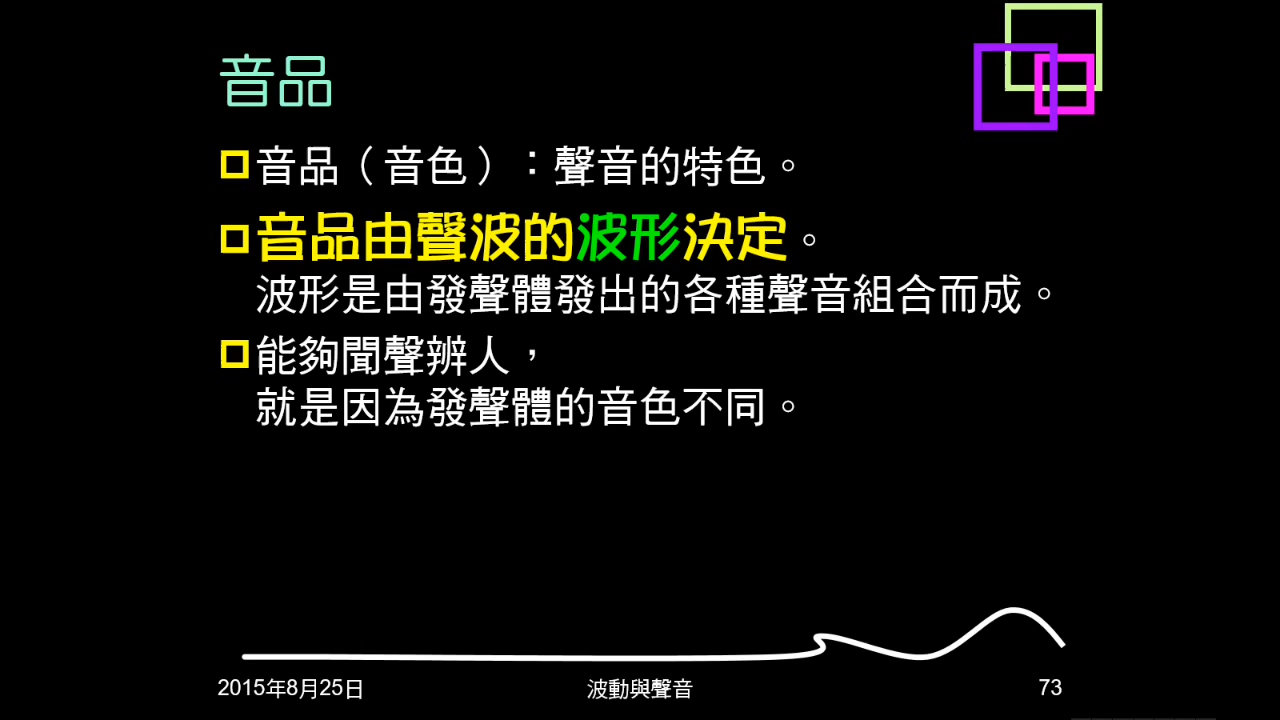 音品
音品（音色）：聲音的特色。
音品由聲波的波形決定。
波形是由發聲體發出的各種聲音組合而成。
能夠聞聲辨人，
就是因為發聲體的音色不同。
2015年8月25日
波動與聲音
73